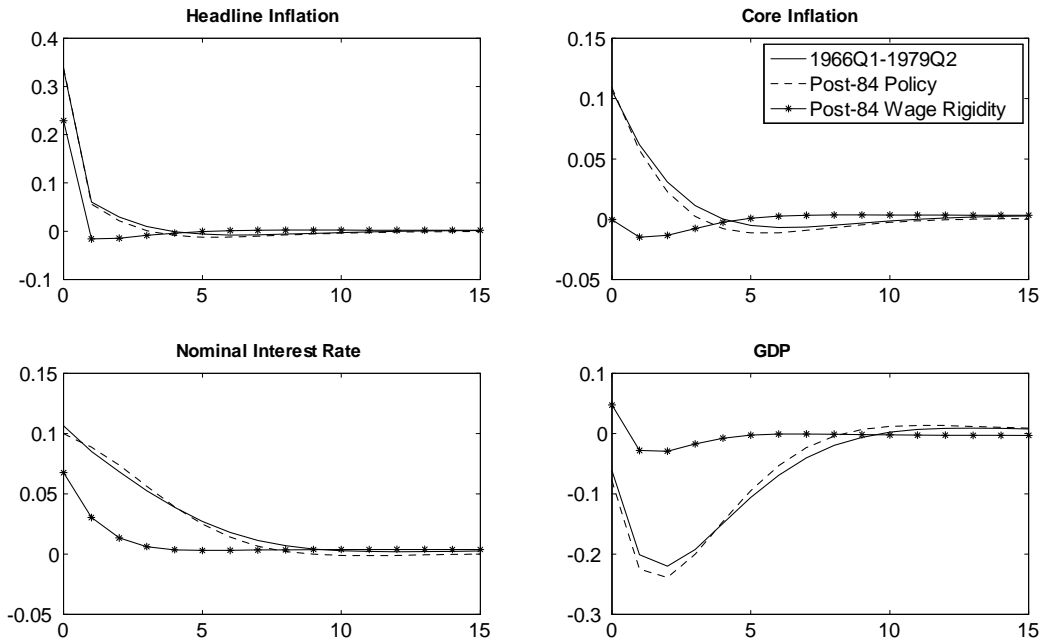 Headline Inflation
0.4
0.3
0.2
0.1
0
-0.1
0 5 10 15
Core Inflation
0.15
0.1
0.05
0
-0.05
0 5 10 15
1966Q1-1979Q2
Post-84 Policy
Post-84 Wage Rigidity
Nominal Interest Rate
0.15
0.1
0.05
0
-0.05
0 5 10 15
GDP
0.1
0
-0.1
-0.2
-0.3
0 5 10 15